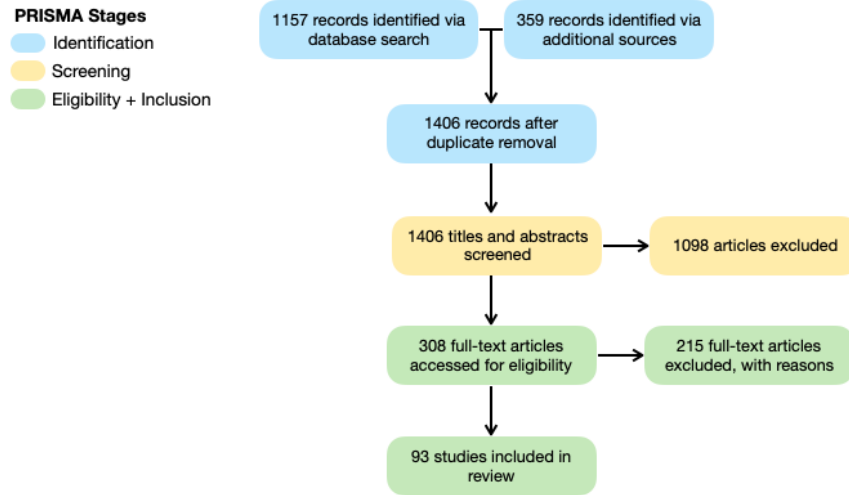 PRISMA Stages
Identification
Screening
Eligibility + Inclusion
1157 records identified via
database search
359 records identified via
additional sources
1406 records after
duplicate removal
1406 titles and abstracts
screened
1098 articles excluded
308 full-text articles
accessed for eligibility
215 full-text articles
excluded, with reasons
93 studies included in
review